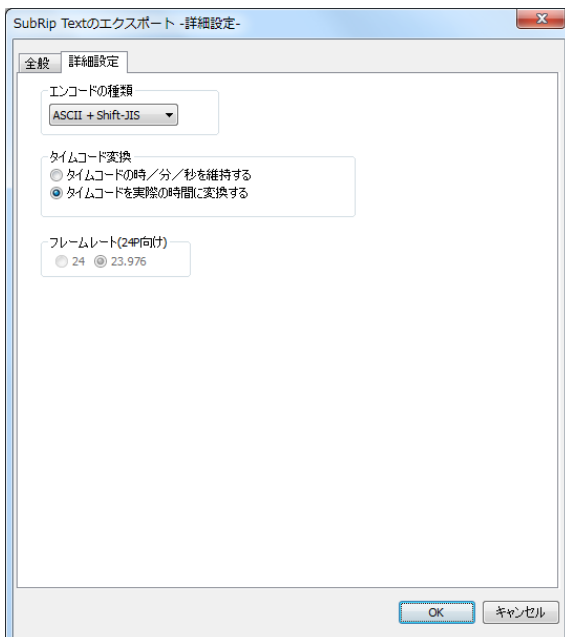 SubRip Textのエクスポート -詳細設定-
全般 詳細設定
エンコードの種類
ASCII + Shift-JIS
タイムコード変換
タイムコードの時／分／秒を維持する
タイムコードを実際の時間に変換する
フレームレート(24P向け)
24 23.976
OK キャンセル